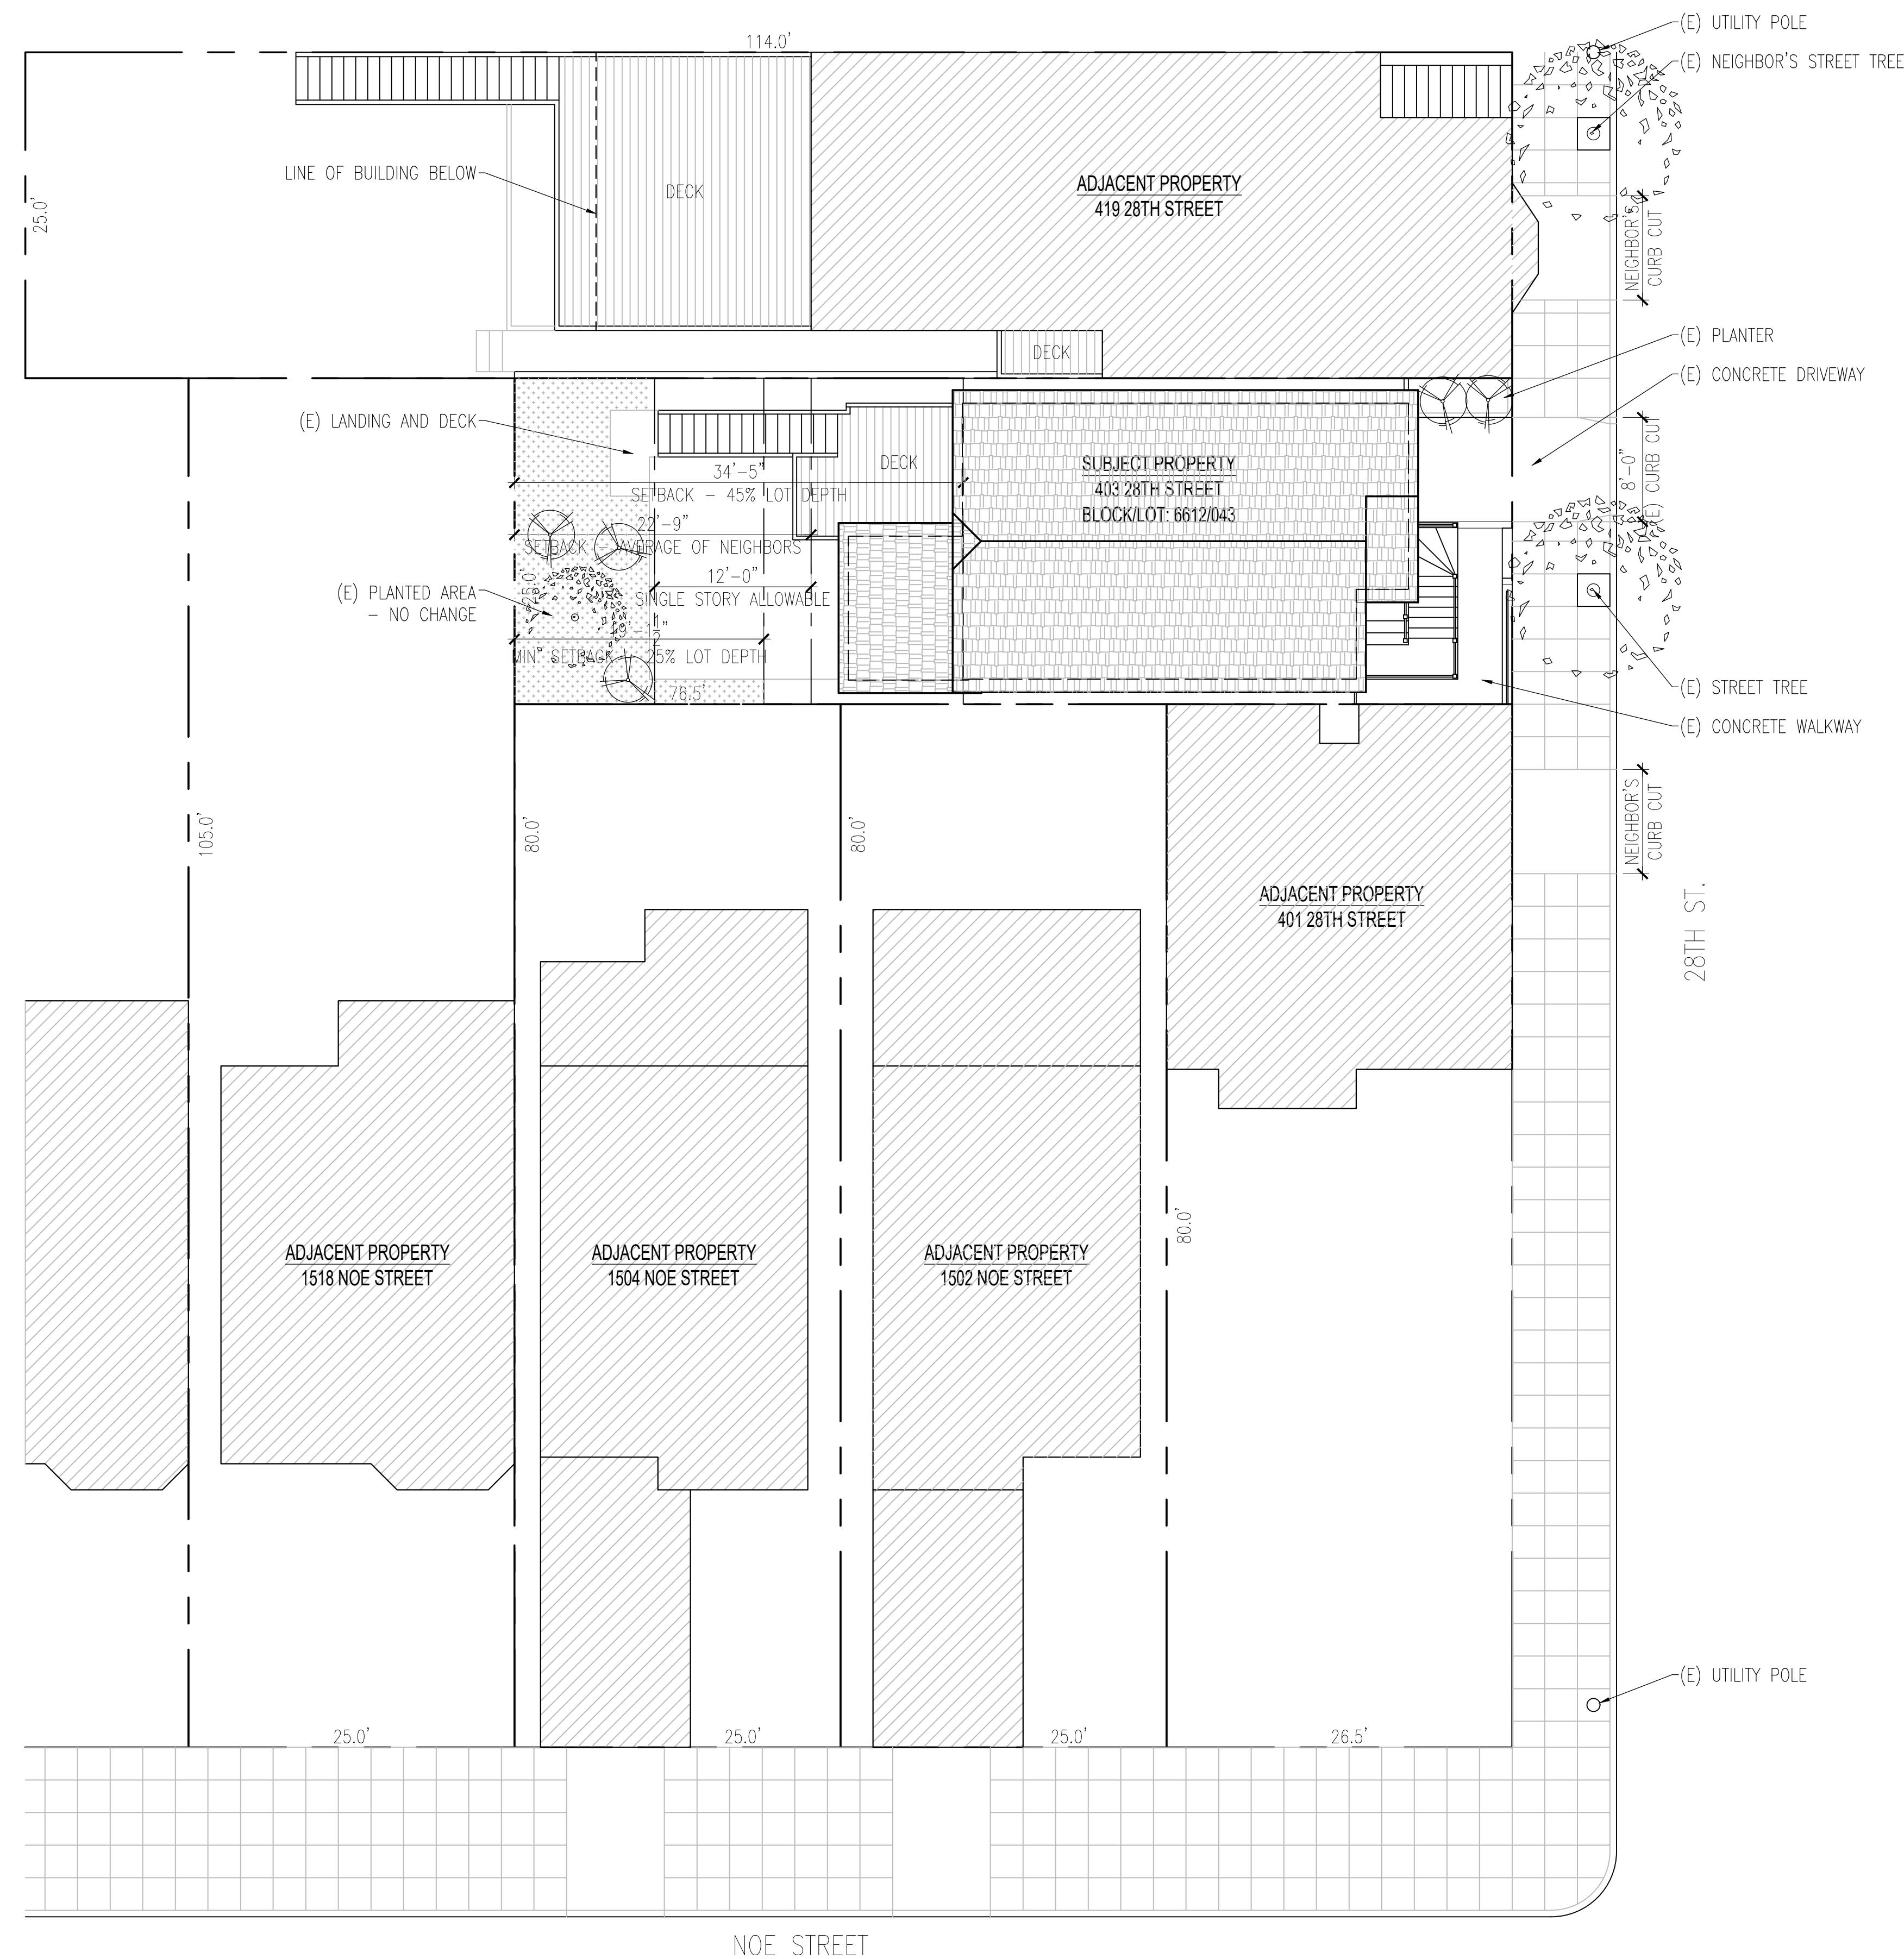 114.0'
(E) UTILITY POLE
(E) NEIGHBOR'S STREET TREE
LINE OF BUILDING BELOW
DECK
ADJACENT PROPERTY
419 28TH STREET
25.0'
NEIGHBOR'S
CURB CUT
DECK
(E) PLANTER
(E) CONCRETE DRIVEWAY
(E) LANDING AND DECK
34'-5"
SETBACK - 45% LOT DEPTH
DECK
SUBJECT PROPERTY
403 28TH STREET
BLOCK/LOT: 6612/043
8'-0"
(E) CURB CUT
22'-9"
SETBACK - AVERAGE OF NEIGHBORS
12'-0"
SINGLE STORY ALLOWABLE
25.0'
(E) PLANTED AREA
- NO CHANGE
19'-1 1/2"
MIN. SETBACK - 25% LOT DEPTH
76.5'
(E) STREET TREE
(E) CONCRETE WALKWAY
105.0'
80.0'
80.0'
NEIGHBOR'S
CURB CUT
ADJACENT PROPERTY
401 28TH STREET
28TH ST.
80.0'
ADJACENT PROPERTY
1518 NOE STREET
ADJACENT PROPERTY
1504 NOE STREET
ADJACENT PROPERTY
1502 NOE STREET
(E) UTILITY POLE
25.0'
25.0'
25.0'
26.5'
NOE STREET